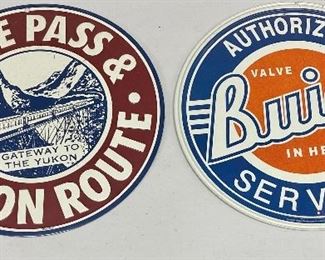 E PASS &
GATEWAY TO
THE YUKON
ON ROUTE •
AUTHORIZ
VALVE
Bui
IN HE
SERV